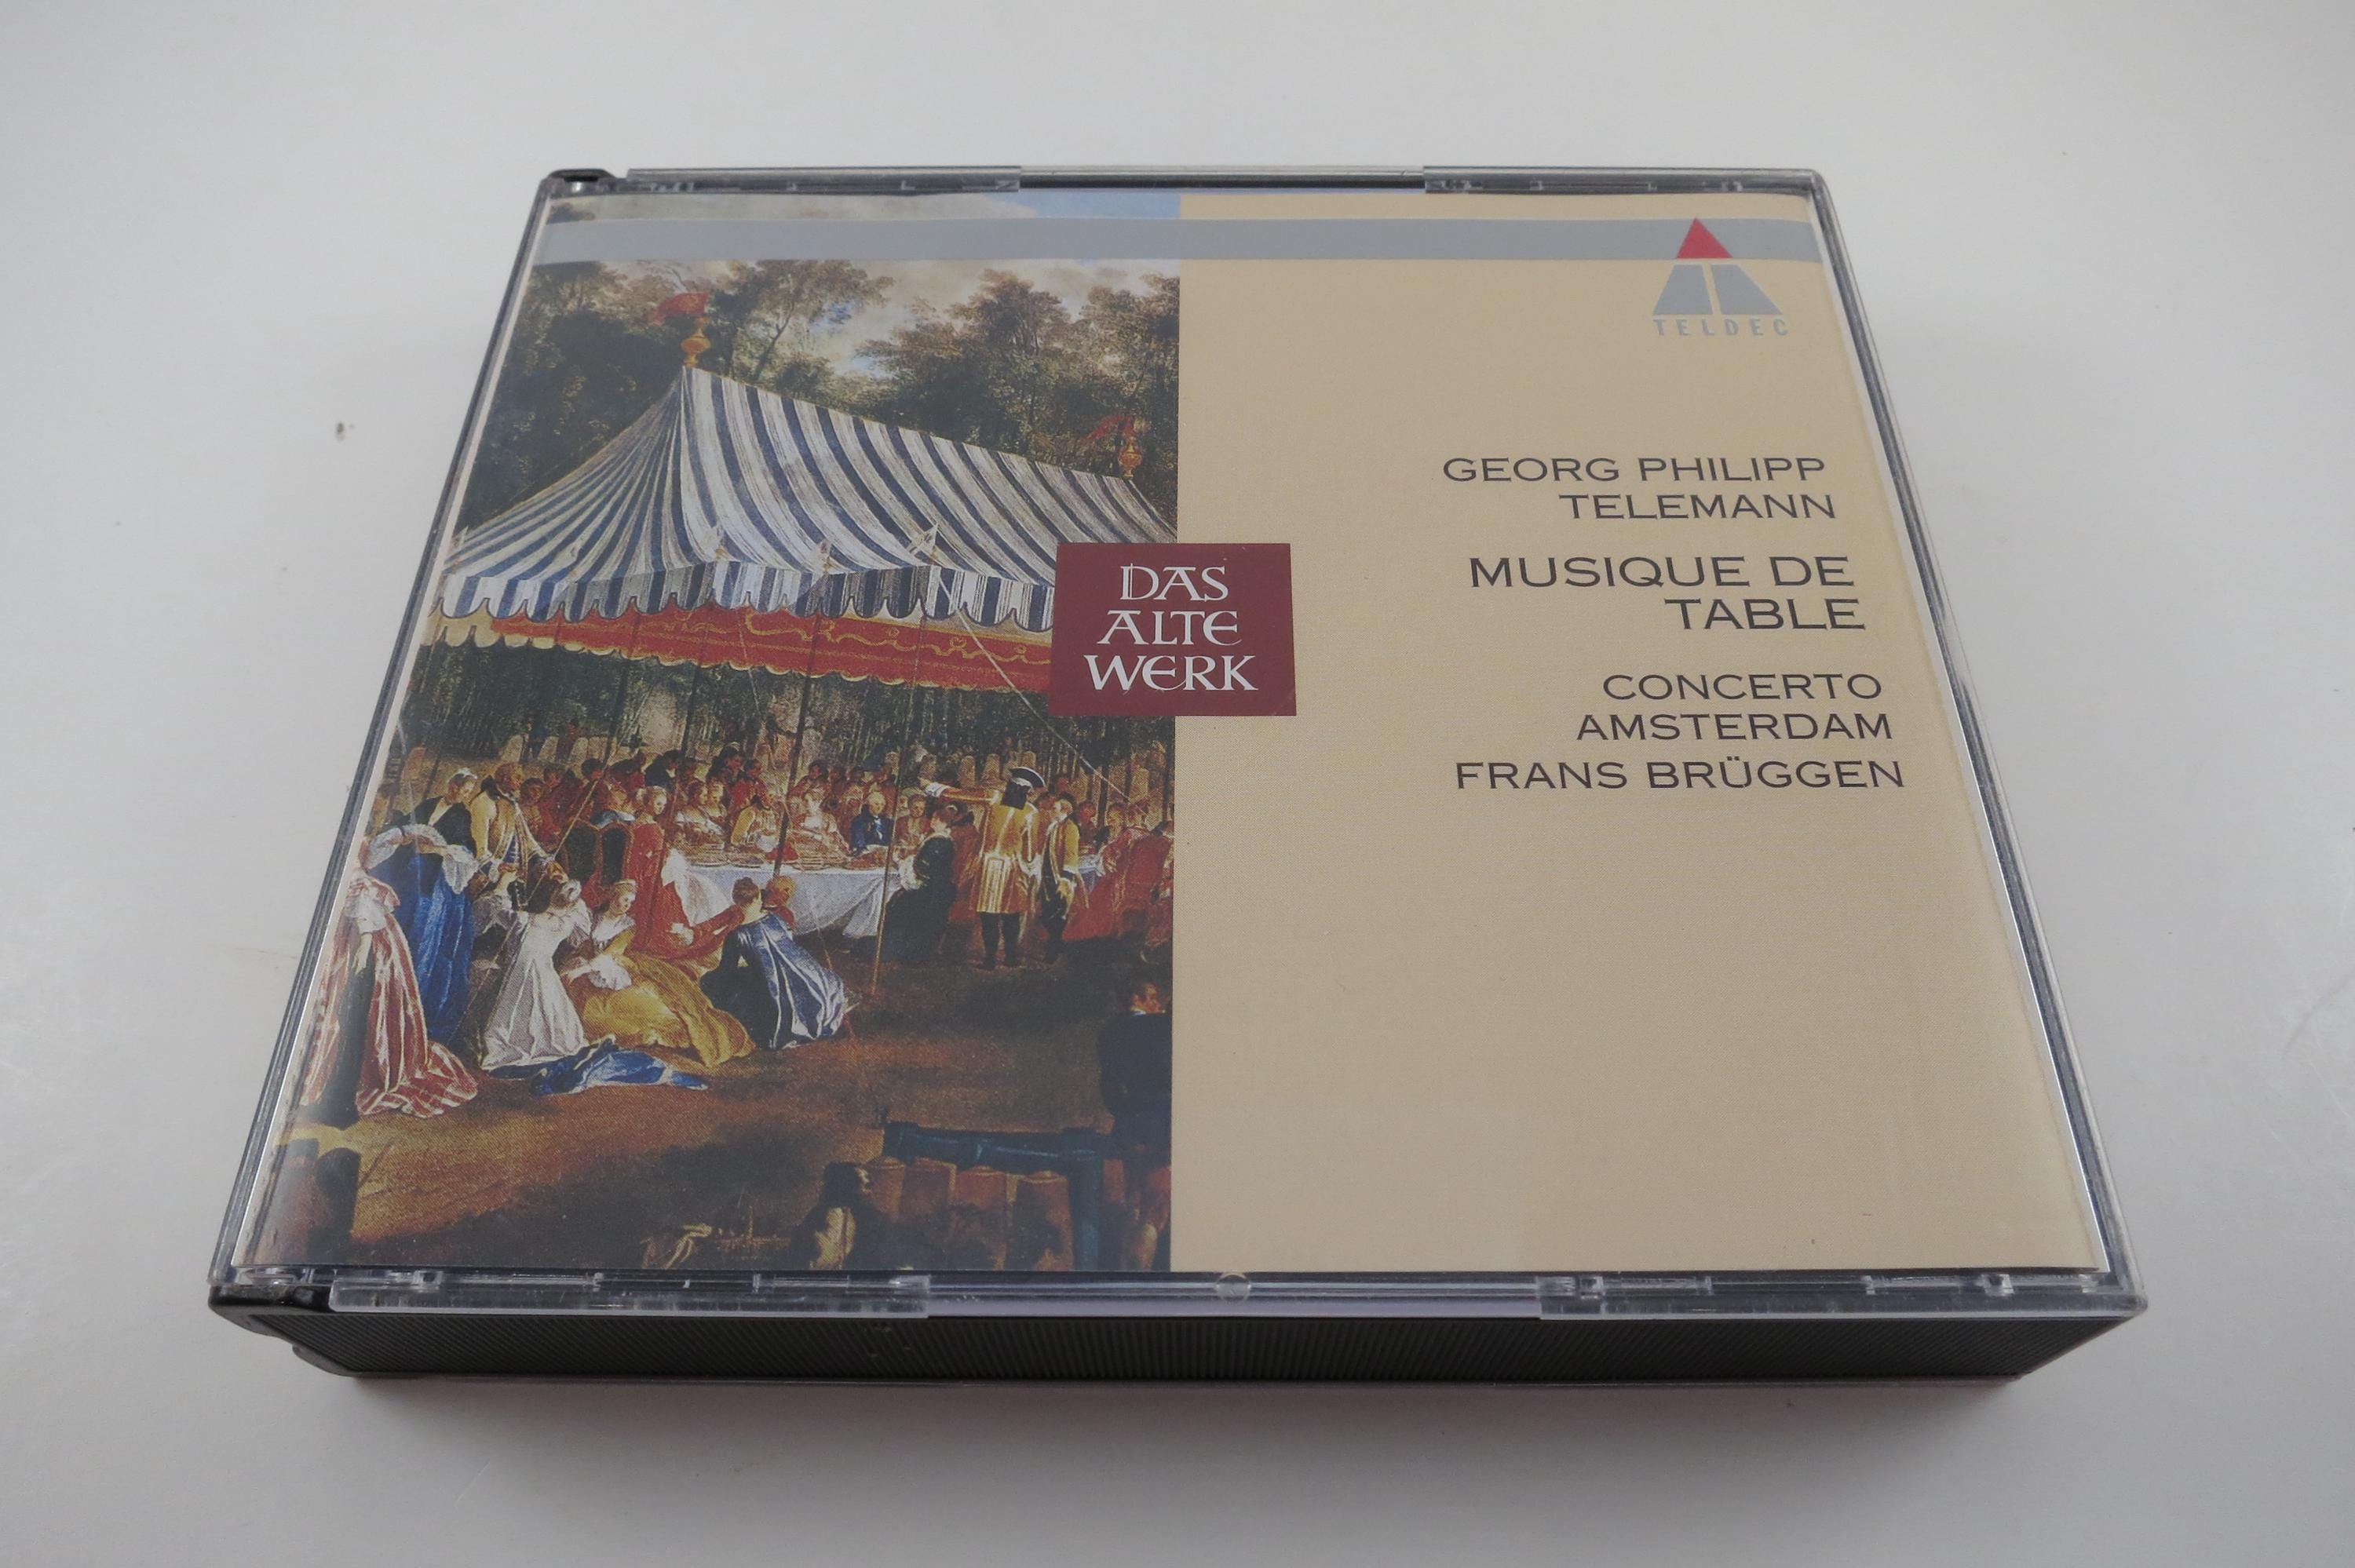 TELDEC
GEORG PHILIPP
TELEMANN
MUSIQUE DE
TABLE
DAS
ALTE
WERK
CONCERTO
AMSTERDAM
FRANS BRÜGGEN